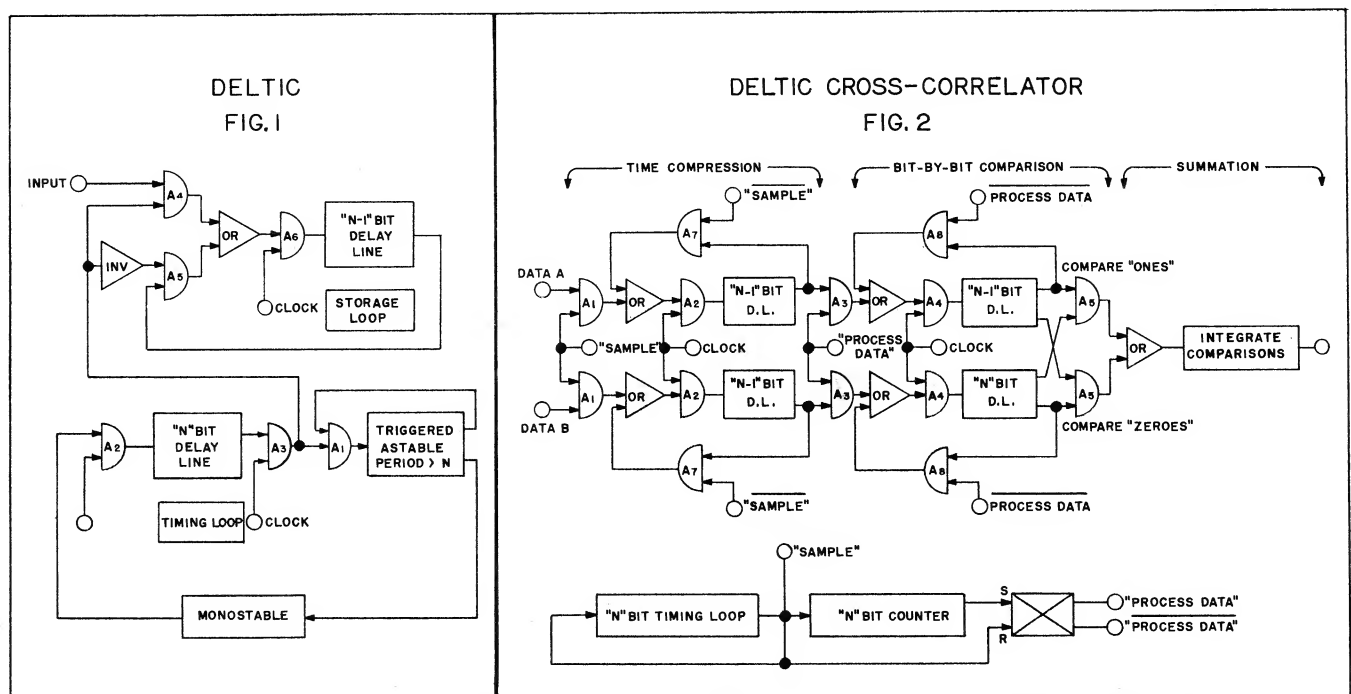 DELTIC
FIG. 1
INPUT
A4
OR
A6
"N-1" BIT
DELAY
LINE
INV
A5
CLOCK
STORAGE
LOOP
A2
"N" BIT
DELAY
LINE
A3
A1
TRIGGERED
ASTABLE
PERIOD > N
TIMING LOOP
CLOCK
MONOSTABLE
DELTIC CROSS-CORRELATOR
FIG. 2
TIME COMPRESSION
BIT-BY-BIT COMPARISON
SUMMATION
"SAMPLE"
PROCESS DATA
A7
A8
DATA A
COMPARE "ONES"
A1
OR
A2
"N-1" BIT
D.L.
A3
OR
A4
"N-1" BIT
D.L.
A5
"SAMPLE"
CLOCK
"PROCESS
DATA"
CLOCK
OR
INTEGRATE
COMPARISONS
A1
OR
A2
"N-1" BIT
D.L.
A3
OR
A4
"N" BIT
D.L.
A5
DATA B
COMPARE "ZEROES"
A7
A8
"SAMPLE"
PROCESS DATA
"SAMPLE"
"N" BIT TIMING LOOP
"N" BIT COUNTER
S
R
"PROCESS DATA"
"PROCESS DATA"